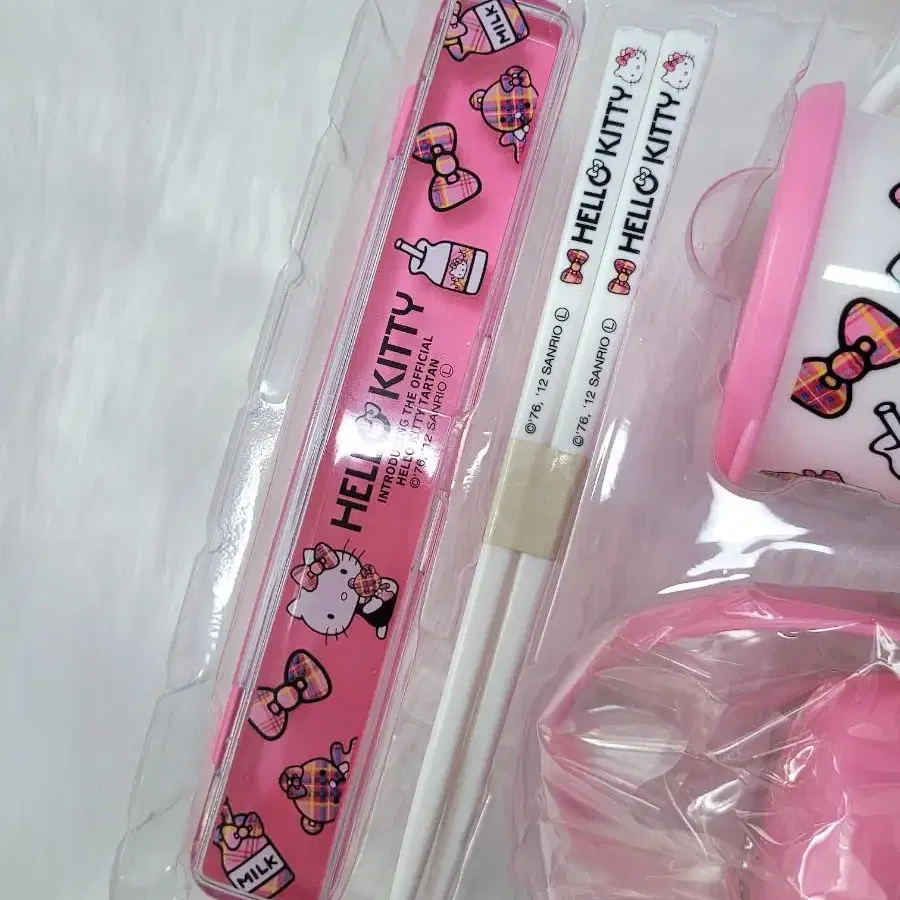 MILK
HELLO KITTY
INTRODUCING THE OFFICIAL
HELLO KITTY TARTAN
©'76, '12 SANRIO Ⓛ
MILK
HELLO KITTY
©'76, '12 SANRIO Ⓛ
HELLO KITTY
©'76, '12 SANRIO Ⓛ